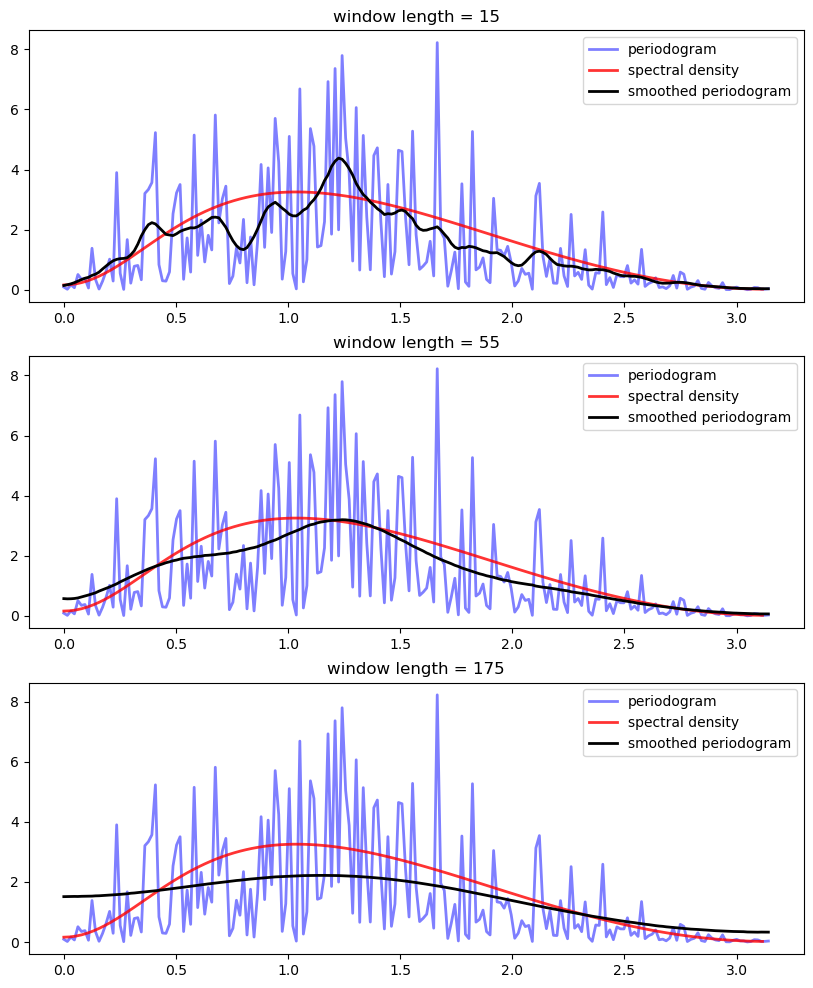 window length = 15
8
6
4
2
0
periodogram
spectral density
smoothed periodogram
0.0 0.5 1.0 1.5 2.0 2.5 3.0
window length = 55
8
6
4
2
0
periodogram
spectral density
smoothed periodogram
0.0 0.5 1.0 1.5 2.0 2.5 3.0
window length = 175
8
6
4
2
0
periodogram
spectral density
smoothed periodogram
0.0 0.5 1.0 1.5 2.0 2.5 3.0